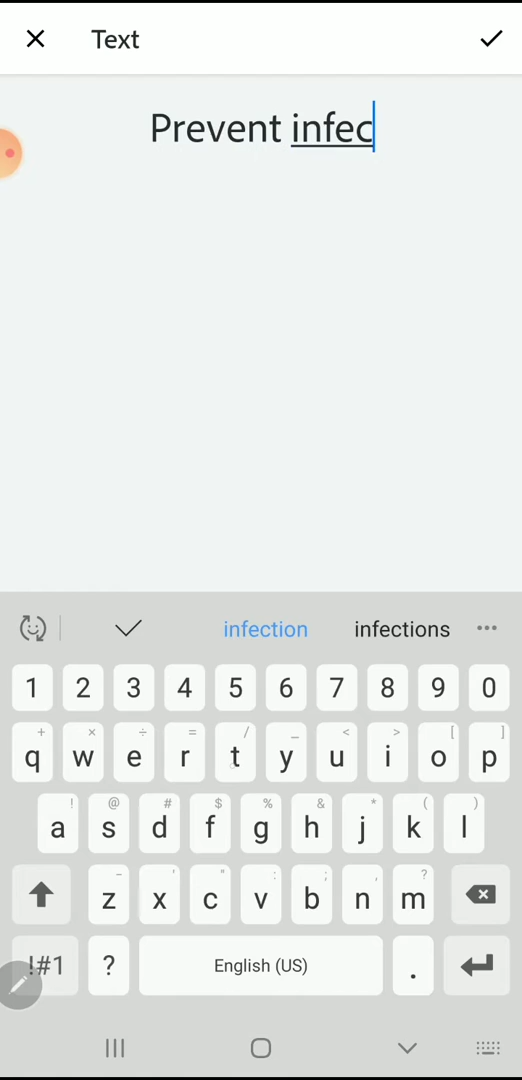 Text
Prevent infec
infection infections
1 2 3 4 5 6 7 8 9 0
+ × ÷ = / _ < > [ ]
q w e r t y u i o p
! @ # $ % & * ( )
a s d f g h j k l
- ' " : ; , ?
z x c v b n m
!#1 ? English (US) .